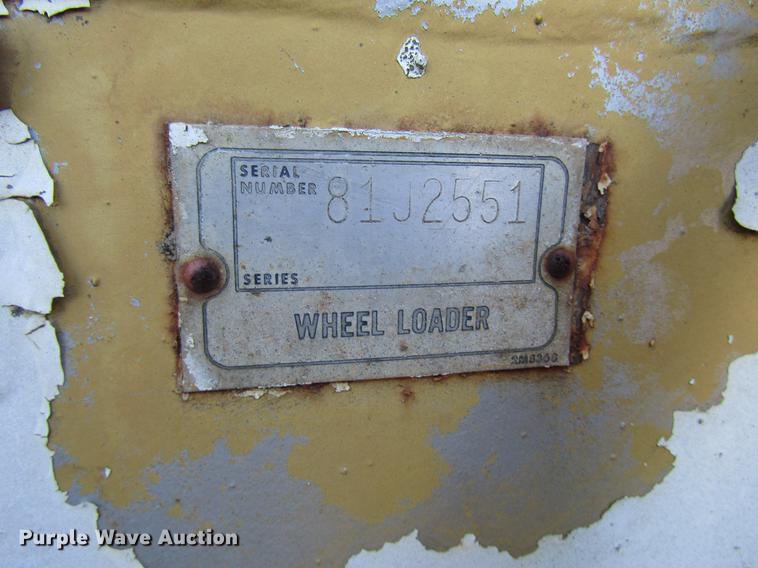 SERIAL
NUMBER 81J2551
SERIES
WHEEL LOADER
Purple Wave Auction®